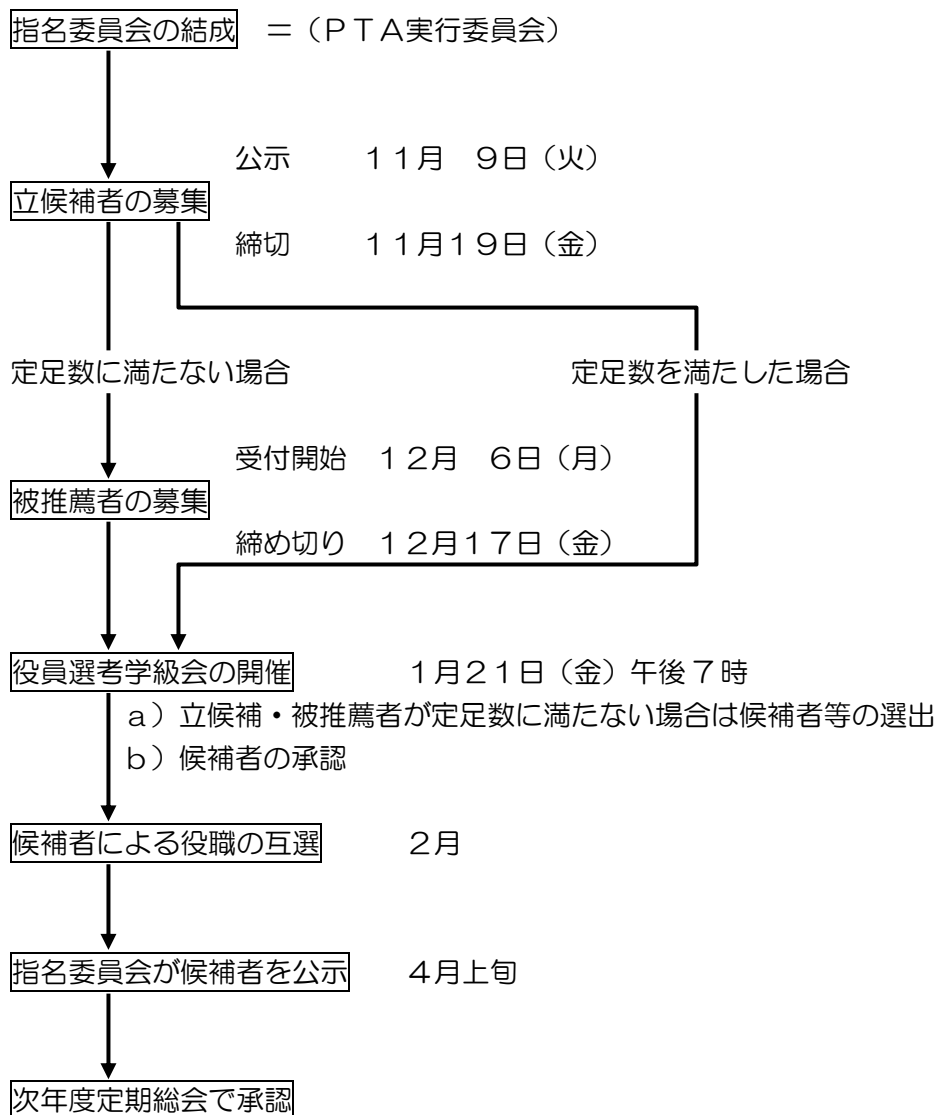 指名委員会の結成　＝（ＰＴＡ実行委員会）
公示　　１１月　９日（火）
立候補者の募集
締切　　１１月１９日（金）
定足数に満たない場合　　定足数を満たした場合
受付開始　１２月　６日（月）
被推薦者の募集
締め切り　１２月１７日（金）
役員選考学級会の開催　　１月２１日（金）午後７時
ａ）立候補・被推薦者が定足数に満たない場合は候補者等の選出
ｂ）候補者の承認
候補者による役職の互選　　２月
指名委員会が候補者を公示　　４月上旬
次年度定期総会で承認